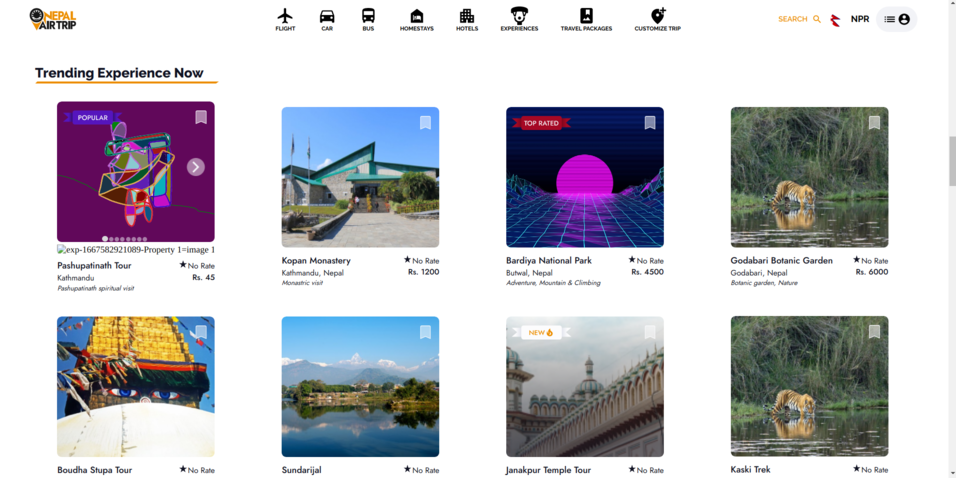 NEPAL
AIR TRIP
FLIGHT
CAR
BUS
HOMESTAYS
HOTELS
EXPERIENCES
TRAVEL PACKAGES
CUSTOMIZE TRIP
SEARCH
NPR
Trending Experience Now
POPULAR
exp-1667582921089-Property 1=image 1
Pashupatinath Tour
No Rate
Kathmandu
Rs. 45
Pashupatinath spiritual visit
Kopan Monastery
No Rate
Kathmandu, Nepal
Rs. 1200
Monastric visit
TOP RATED
Bardiya National Park
No Rate
Butwal, Nepal
Rs. 4500
Adventure, Mountain & Climbing
Godabari Botanic Garden
No Rate
Godabari, Nepal
Rs. 6000
Botanic garden, Nature
Boudha Stupa Tour
No Rate
Sundarijal
No Rate
NEW
Janakpur Temple Tour
No Rate
Kaski Trek
No Rate